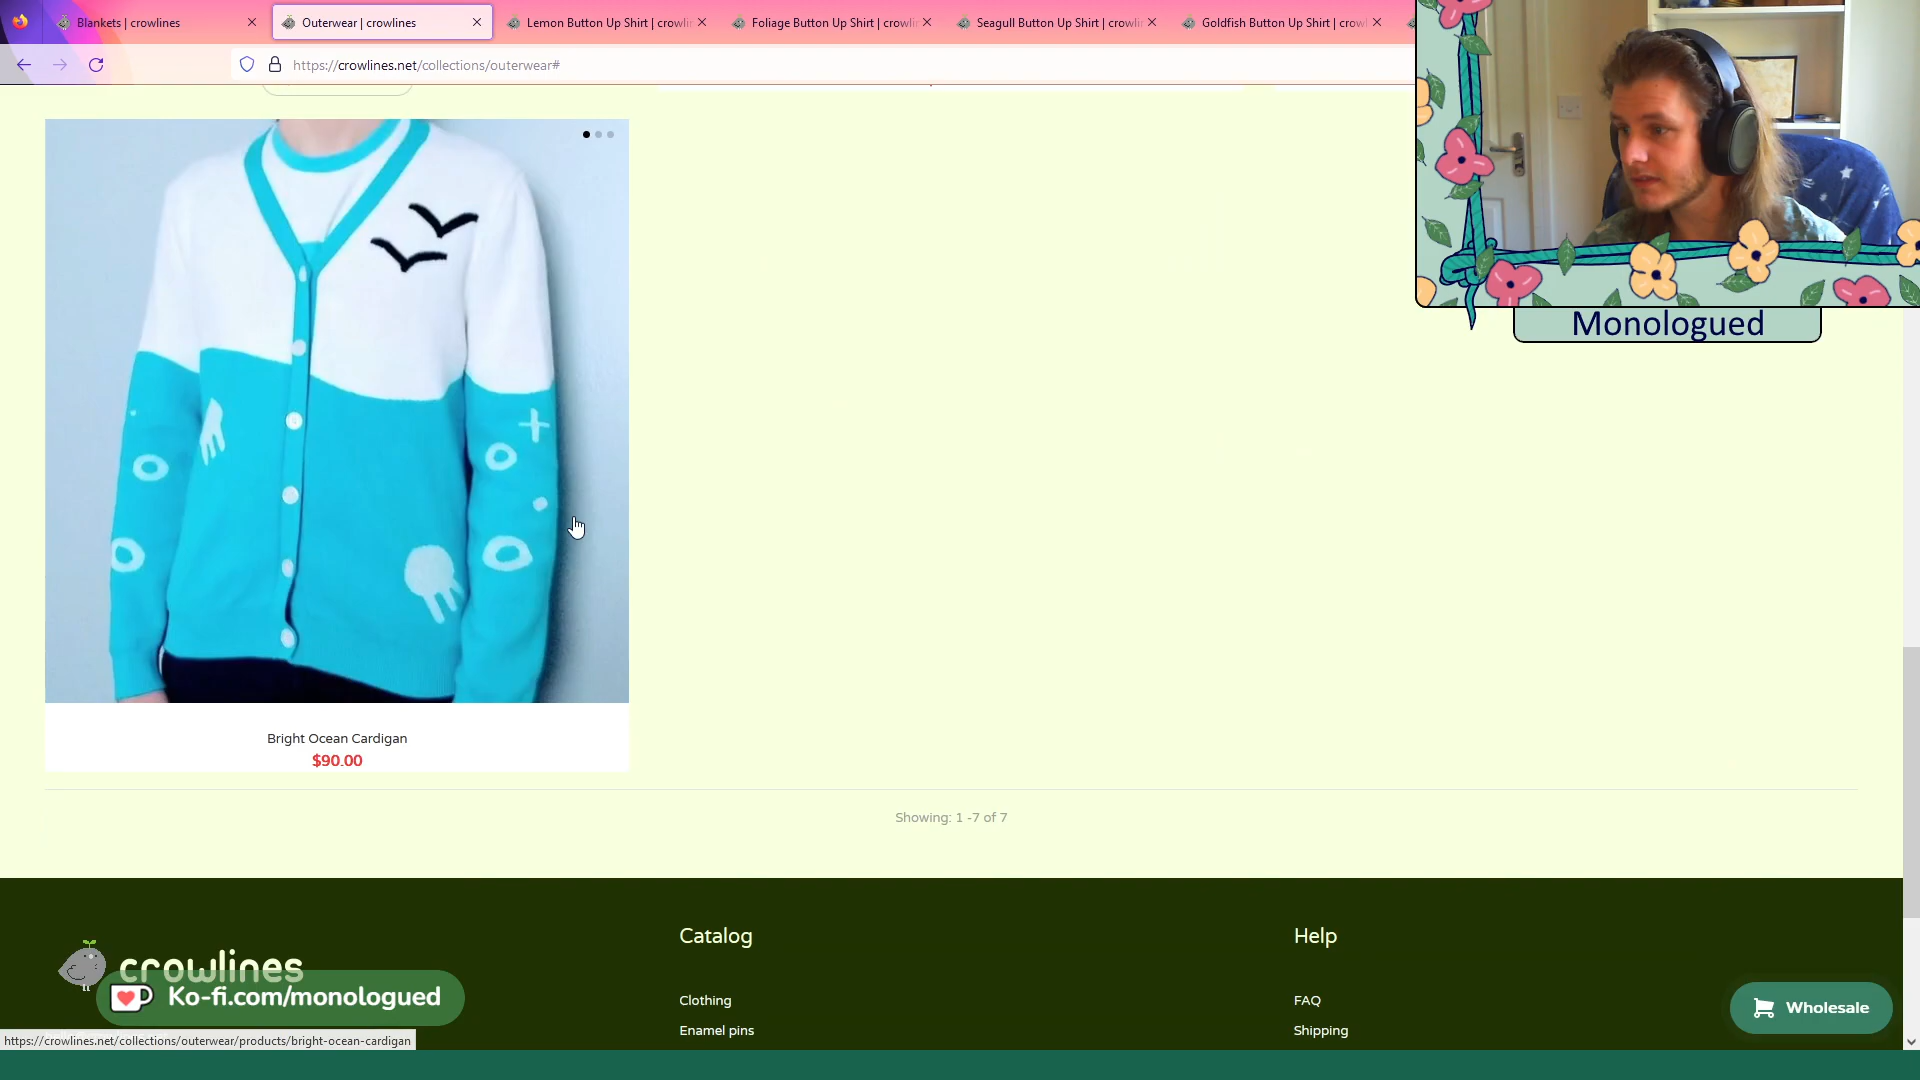 Blankets | crowlines
Outerwear | crowlines
Lemon Button Up Shirt | crowlin
Foliage Button Up Shirt | crowlin
Seagull Button Up Shirt | crowli
Goldfish Button Up Shirt | crow
https://crowlines.net/collections/outerwear#
Monologued
Bright Ocean Cardigan
$90.00
Showing: 1 -7 of 7
crowlines
Catalog
Help
Ko-fi.com/monologued
Clothing
FAQ
Wholesale
Enamel pins
Shipping
https://crowlines.net/collections/outerwear/products/bright-ocean-cardigan